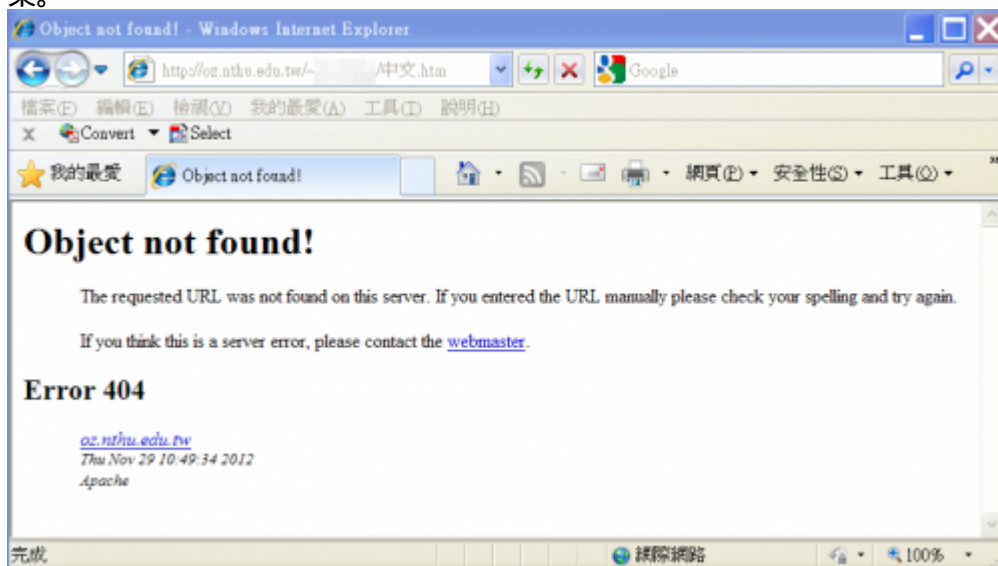 案。
Object not found! - Windows Internet Explorer
http://oz.nthu.edu.tw/~ /中文.htm Google
檔案(F) 編輯(E) 檢視(V) 我的最愛(A) 工具(T) 說明(H)
x Convert Select
我的最愛 Object not found! 網頁(P) 安全性(S) 工具(O) »
Object not found!
The requested URL was not found on this server. If you entered the URL manually please check your spelling and try again.
If you think this is a server error, please contact the webmaster.
Error 404
oz.nthu.edu.tw
Thu Nov 29 10:49:34 2012
Apache
完成 網際網路 100%